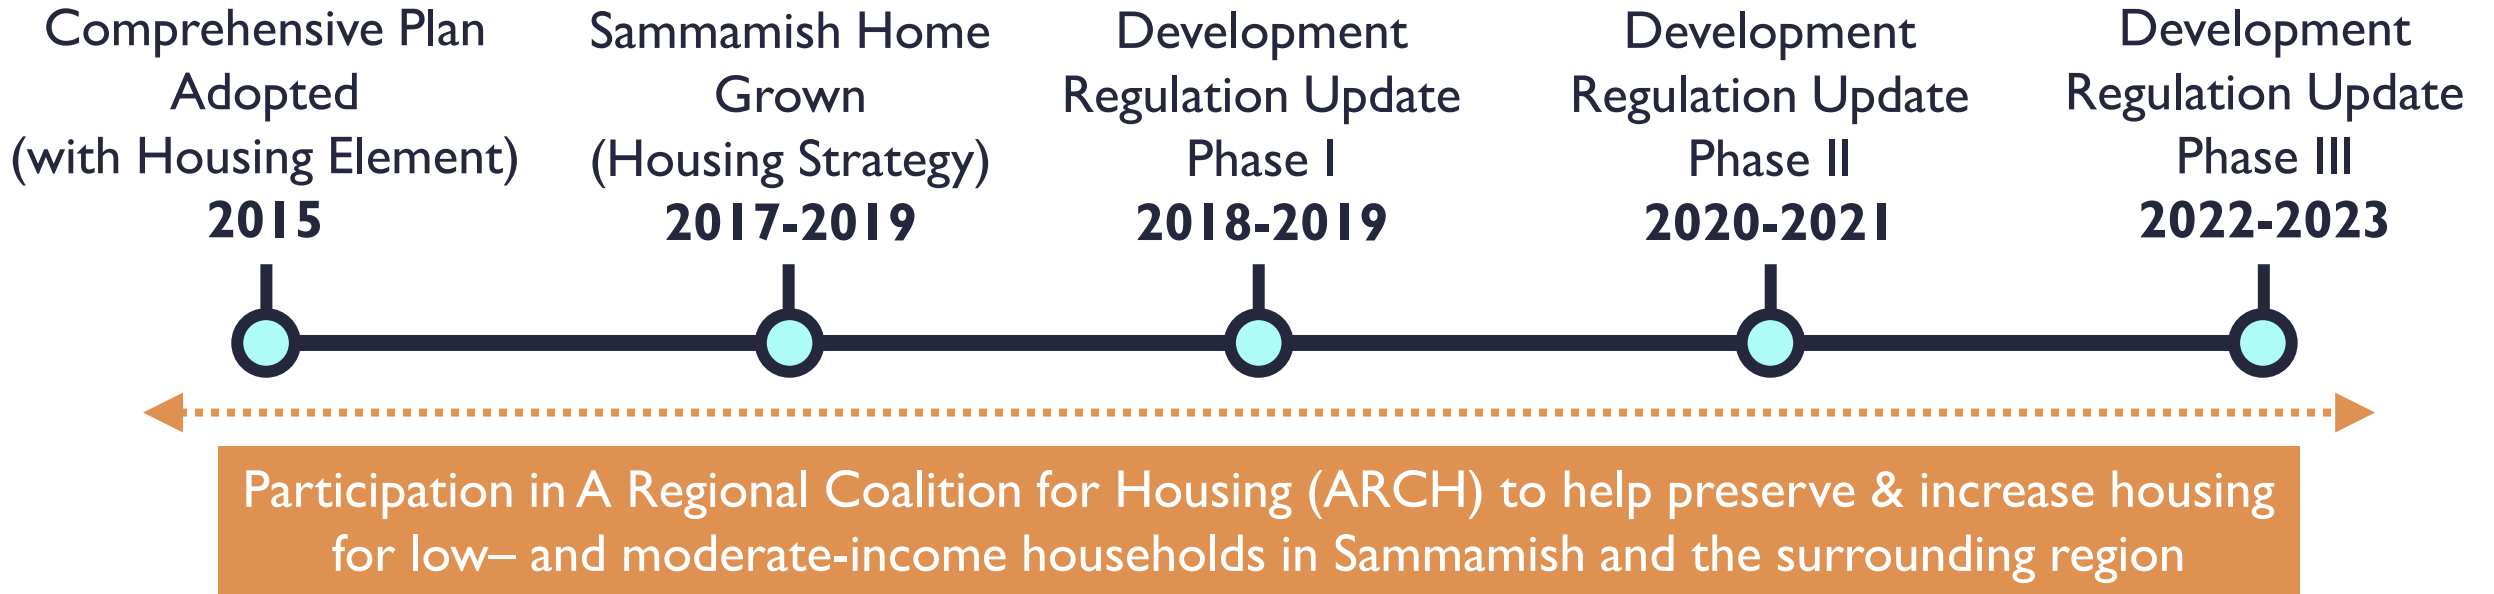 Comprehensive Plan
Adopted
(with Housing Element)
2015
Sammamish Home
Grown
(Housing Strategy)
2017-2019
Development
Regulation Update
Phase I
2018-2019
Development
Regulation Update
Phase II
2020-2021
Development
Regulation Update
Phase III
2022-2023
Participation in A Regional Coalition for Housing (ARCH) to help preserve & increase housing
for low– and moderate-income households in Sammamish and the surrounding region